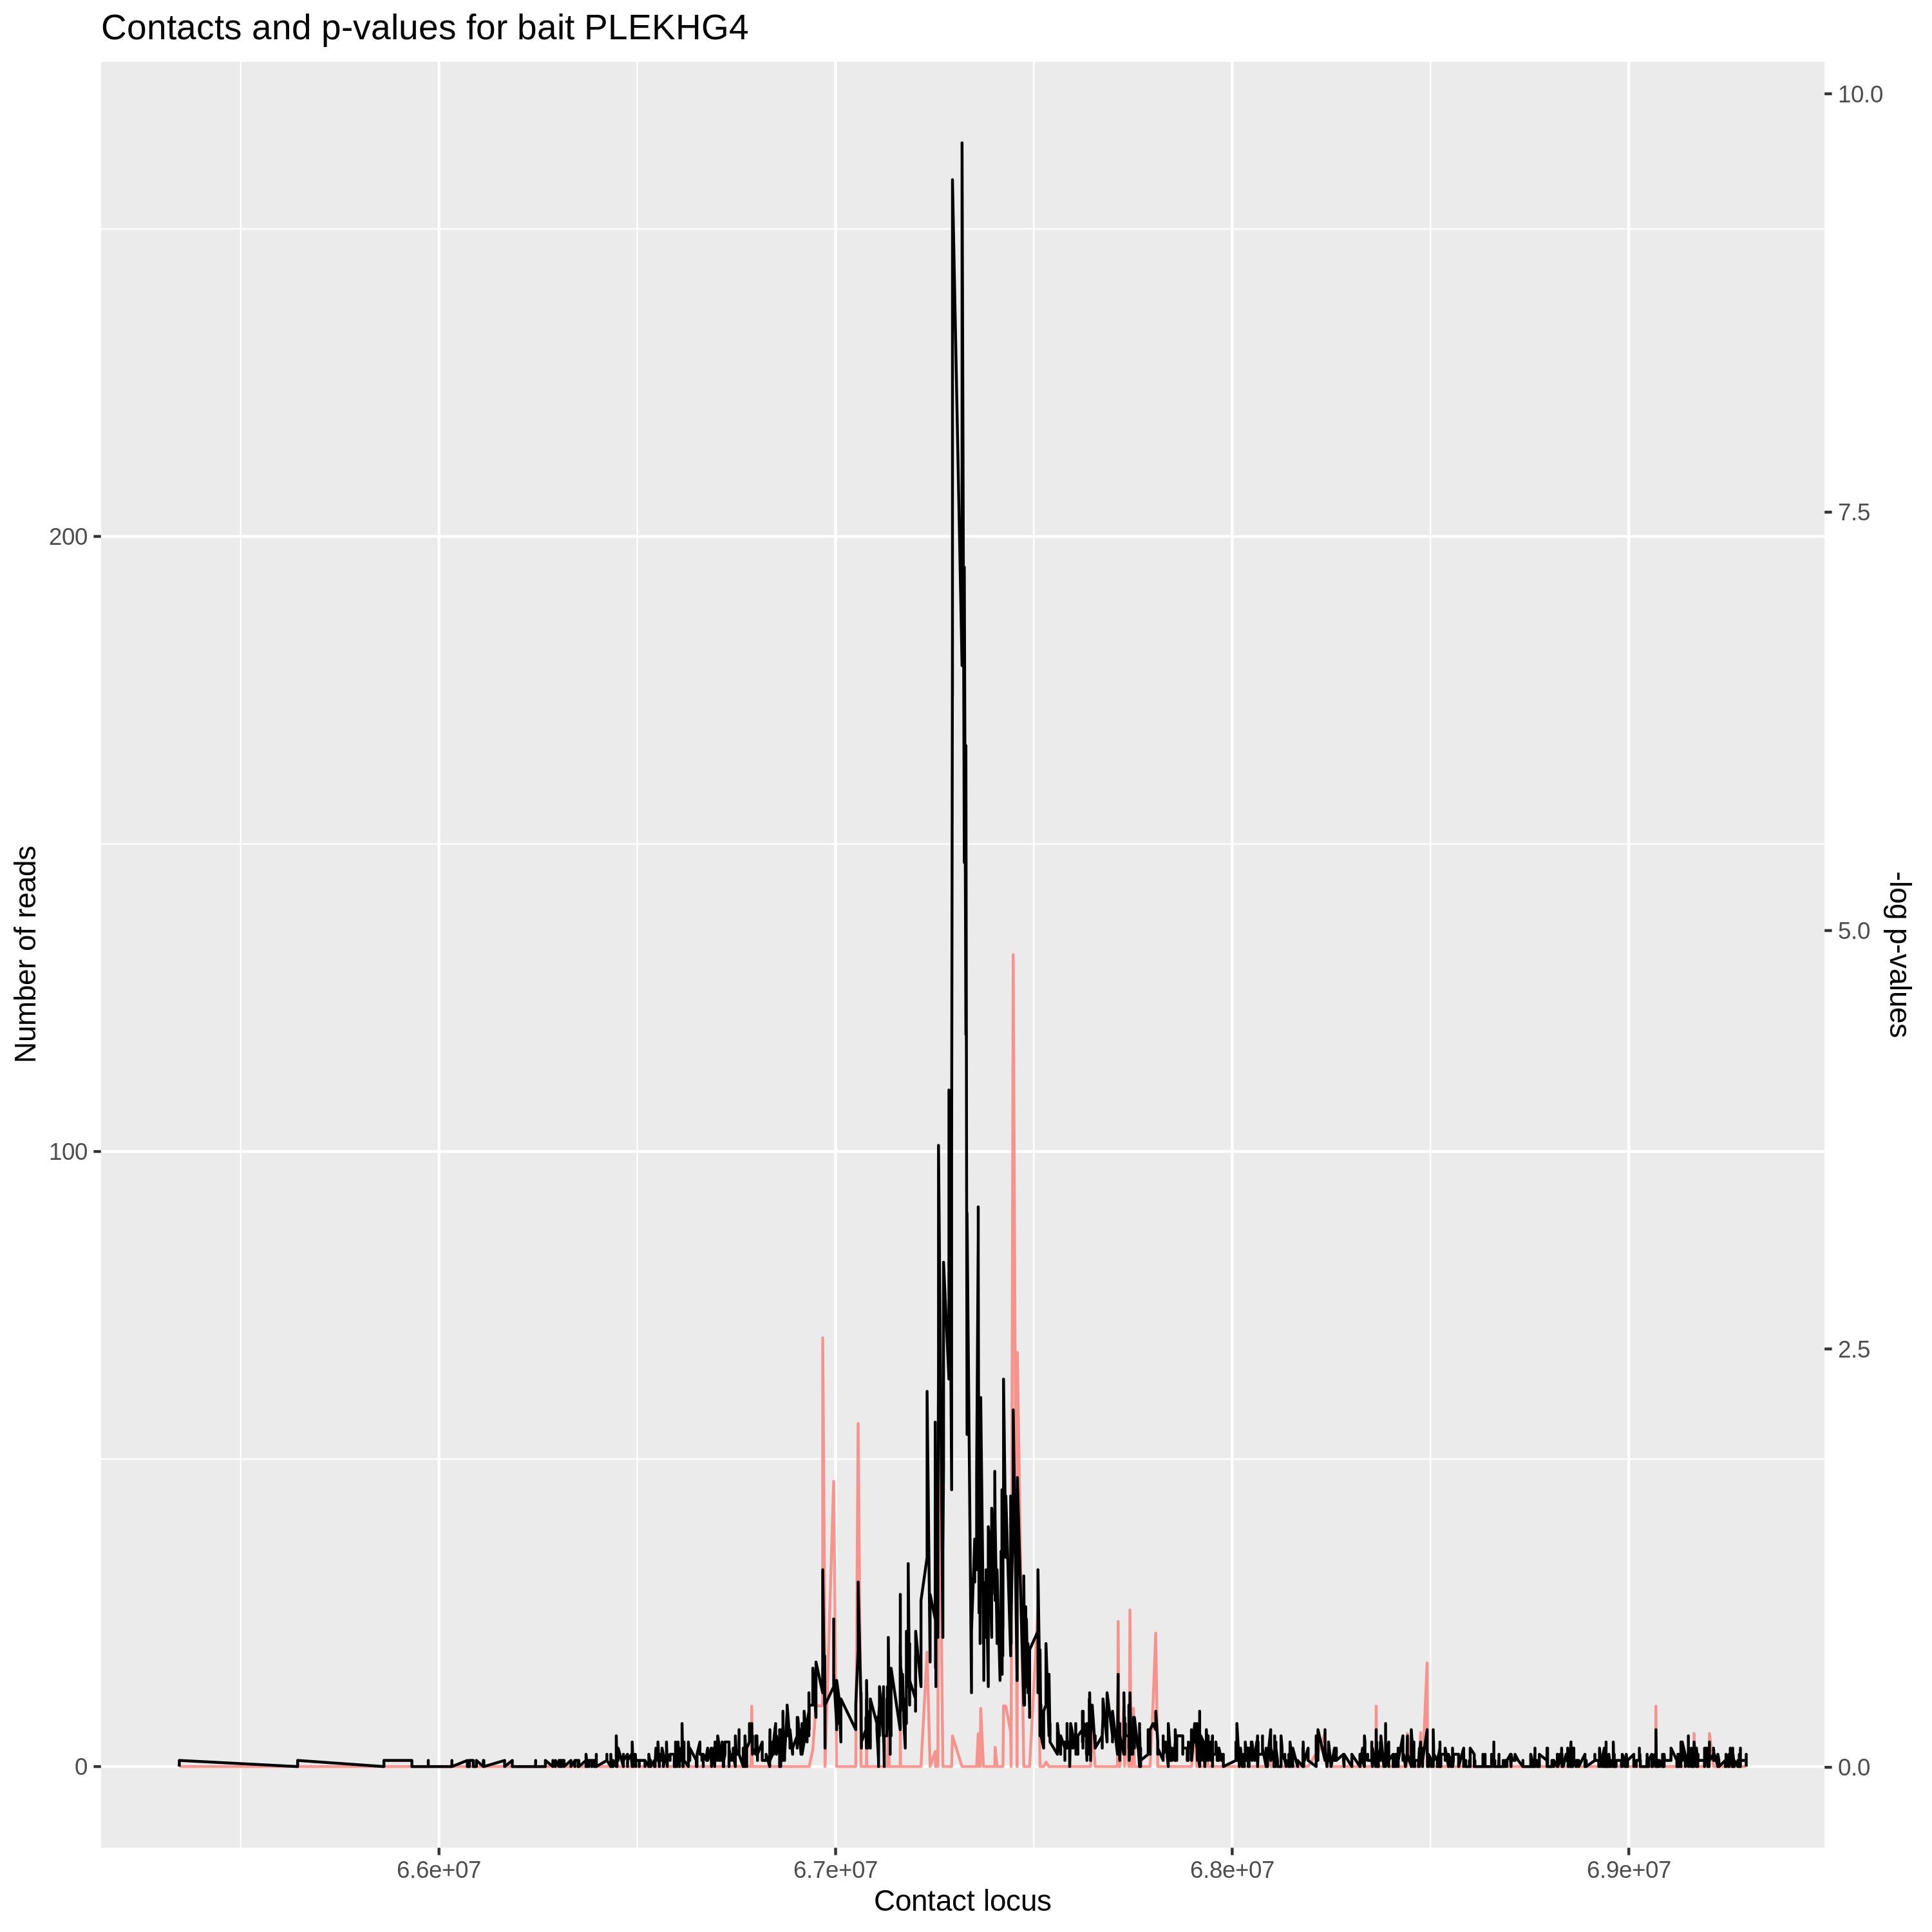 Contacts and p-values for bait PLEKHG4
10.0
7.5
200
5.0
Number of reads
-log p-values
100
2.5
0
0.0
6.6e+07
6.7e+07
6.8e+07
6.9e+07
Contact locus